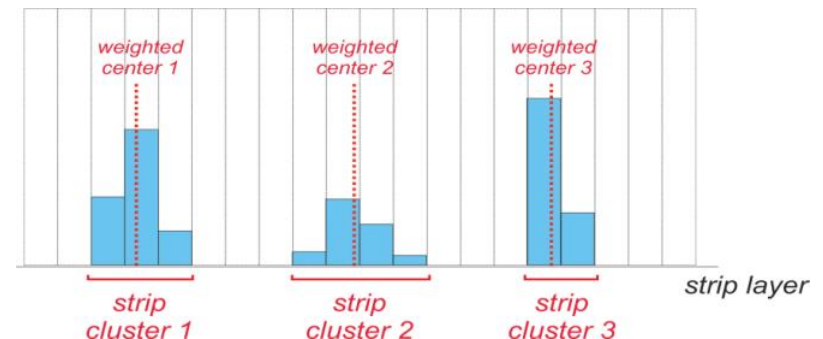 weighted
center 1
weighted
center 2
weighted
center 3
strip layer
strip
cluster 1
strip
cluster 2
strip
cluster 3